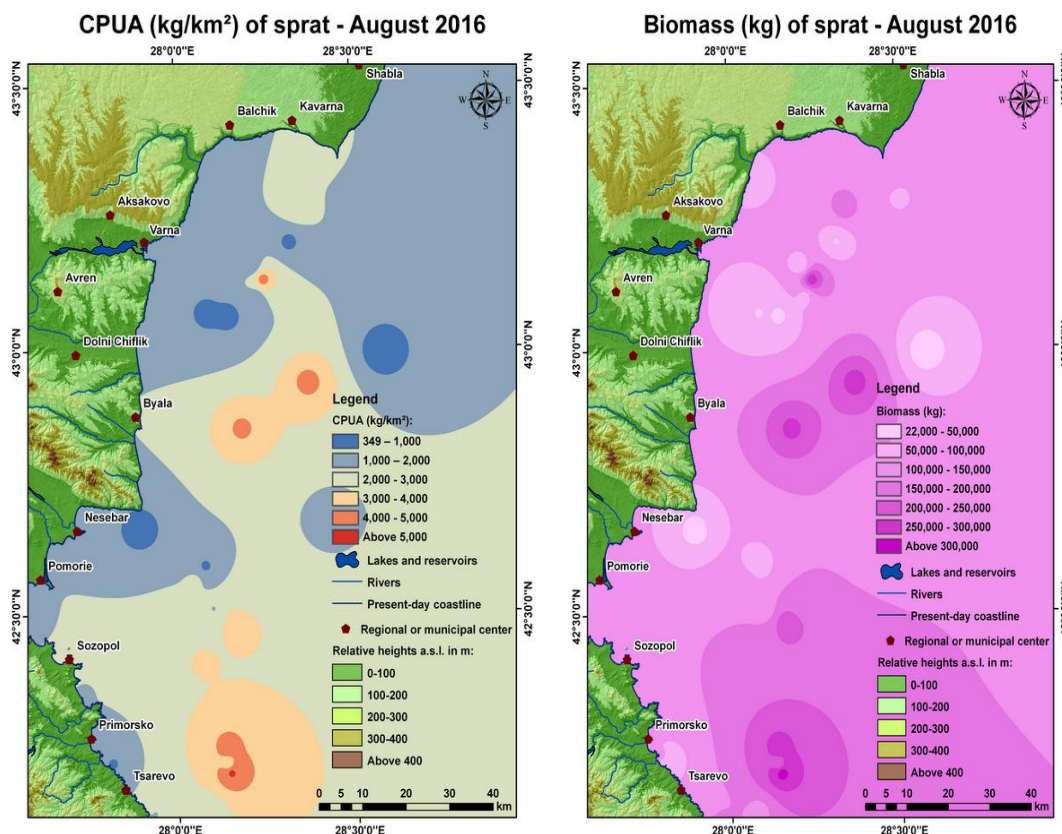 CPUA (kg/km²) of sprat - August 2016
28°0'0"E
28°30'0"E
43°30'0"N
43°30'0"N
Shabla
N
W
E
S
Balchik
Kavarna
Aksakovo
Varna
Avren
43°0'0"N
43°0'0"N
Dolni Chiflik
Byala
Nesebar
Pomorie
42°30'0"N
42°30'0"N
Sozopol
Primorsko
Tsarevo
Legend
CPUA (kg/km²):
349 – 1,000
1,000 – 2,000
2,000 - 3,000
3,000 - 4,000
4,000 - 5,000
Above 5,000
Lakes and reservoirs
Rivers
Present-day coastline
Regional or municipal center
Relative heights a.s.l. in m:
0-100
100-200
200-300
300-400
Above 400
0 10 20 30 40
km
28°0'0"E
28°30'0"E
Biomass (kg) of sprat - August 2016
28°0'0"E
28°30'0"E
43°30'0"N
Shabla
N
W
E
S
Balchik
Kavarna
Aksakovo
Varna
Avren
43°0'0"N
Dolni Chiflik
Byala
Nesebar
Pomorie
42°30'0"N
Sozopol
Primorsko
Tsarevo
Legend
Biomass (kg):
22,000 - 50,000
50,000 - 100,000
100,000 - 150,000
150,000 - 200,000
200,000 - 250,000
250,000 - 300,000
Above 300,000
Lakes and reservoirs
Rivers
Present-day coastline
Regional or municipal center
Relative heights a.s.l. in m:
0-100
100-200
200-300
300-400
Above 400
0 5 10 20 30 40
km
28°0'0"E
28°30'0"E